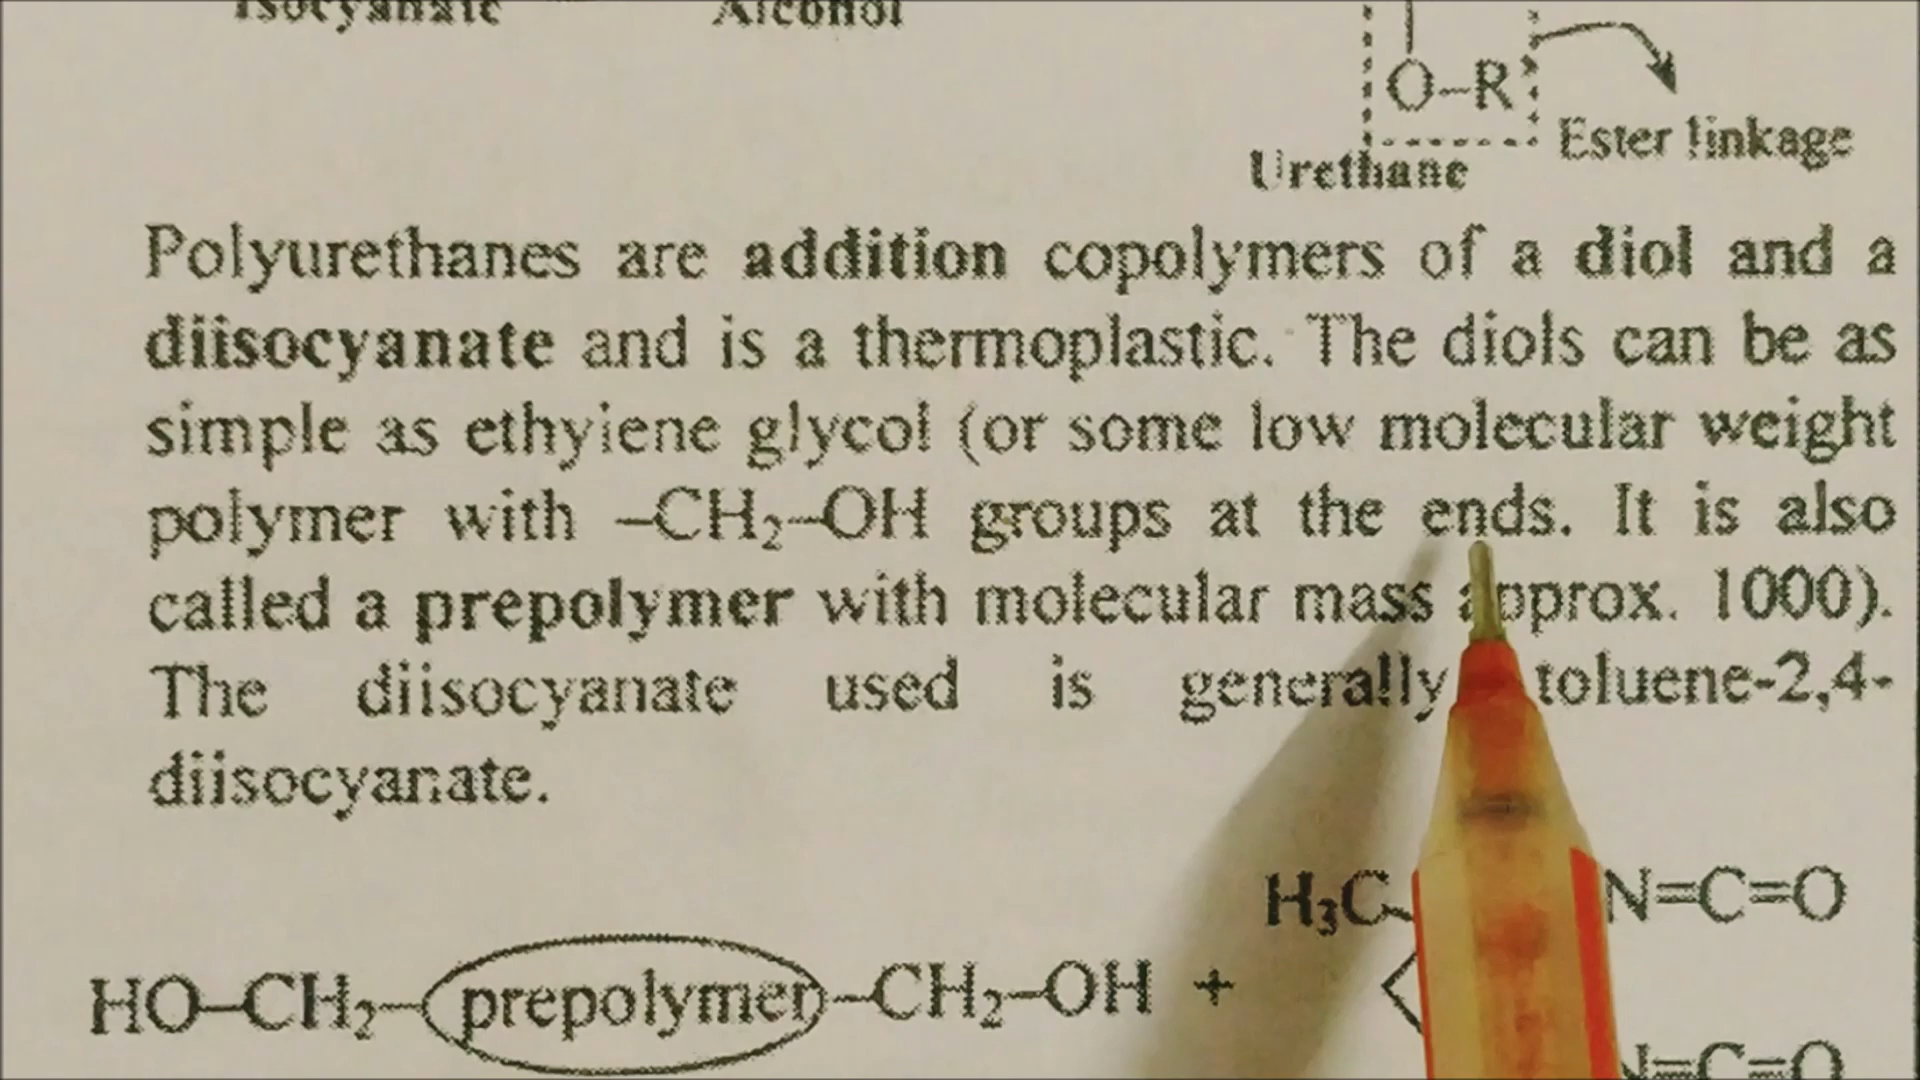 Isocyanate Alcohol
O–R
Ester linkage
Urethane
Polyurethanes are addition copolymers of a diol and a
diisocyanate and is a thermoplastic. The diols can be as
simple as ethylene glycol (or some low molecular weight
polymer with –CH₂–OH groups at the ends. It is also
called a prepolymer with molecular mass approx. 1000).
The diisocyanate used is generally toluene-2,4-
diisocyanate.
H₃C N=C=O
HO–CH₂–prepolymer–CH₂–OH +
N=C=O